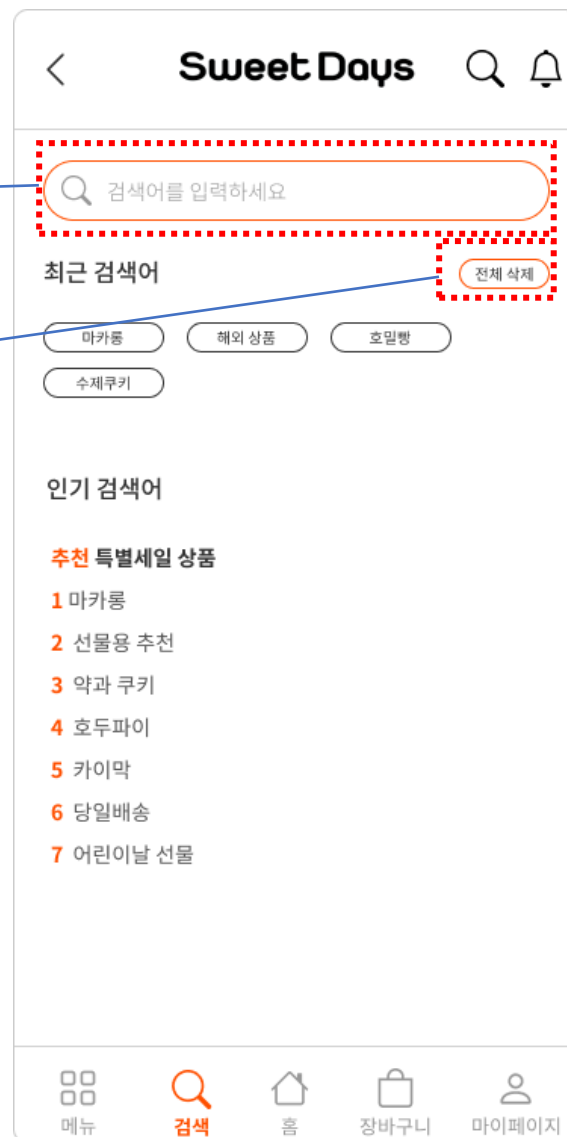 Sweet Days
검색어를 입력하세요
최근 검색어 전체 삭제
마카롱 해외 상품 호밀빵
수제쿠키
인기 검색어
추천 특별세일 상품
1 마카롱
2 선물용 추천
3 약과 쿠키
4 호두파이
5 카이막
6 당일배송
7 어린이날 선물
메뉴 검색 홈 장바구니 마이페이지